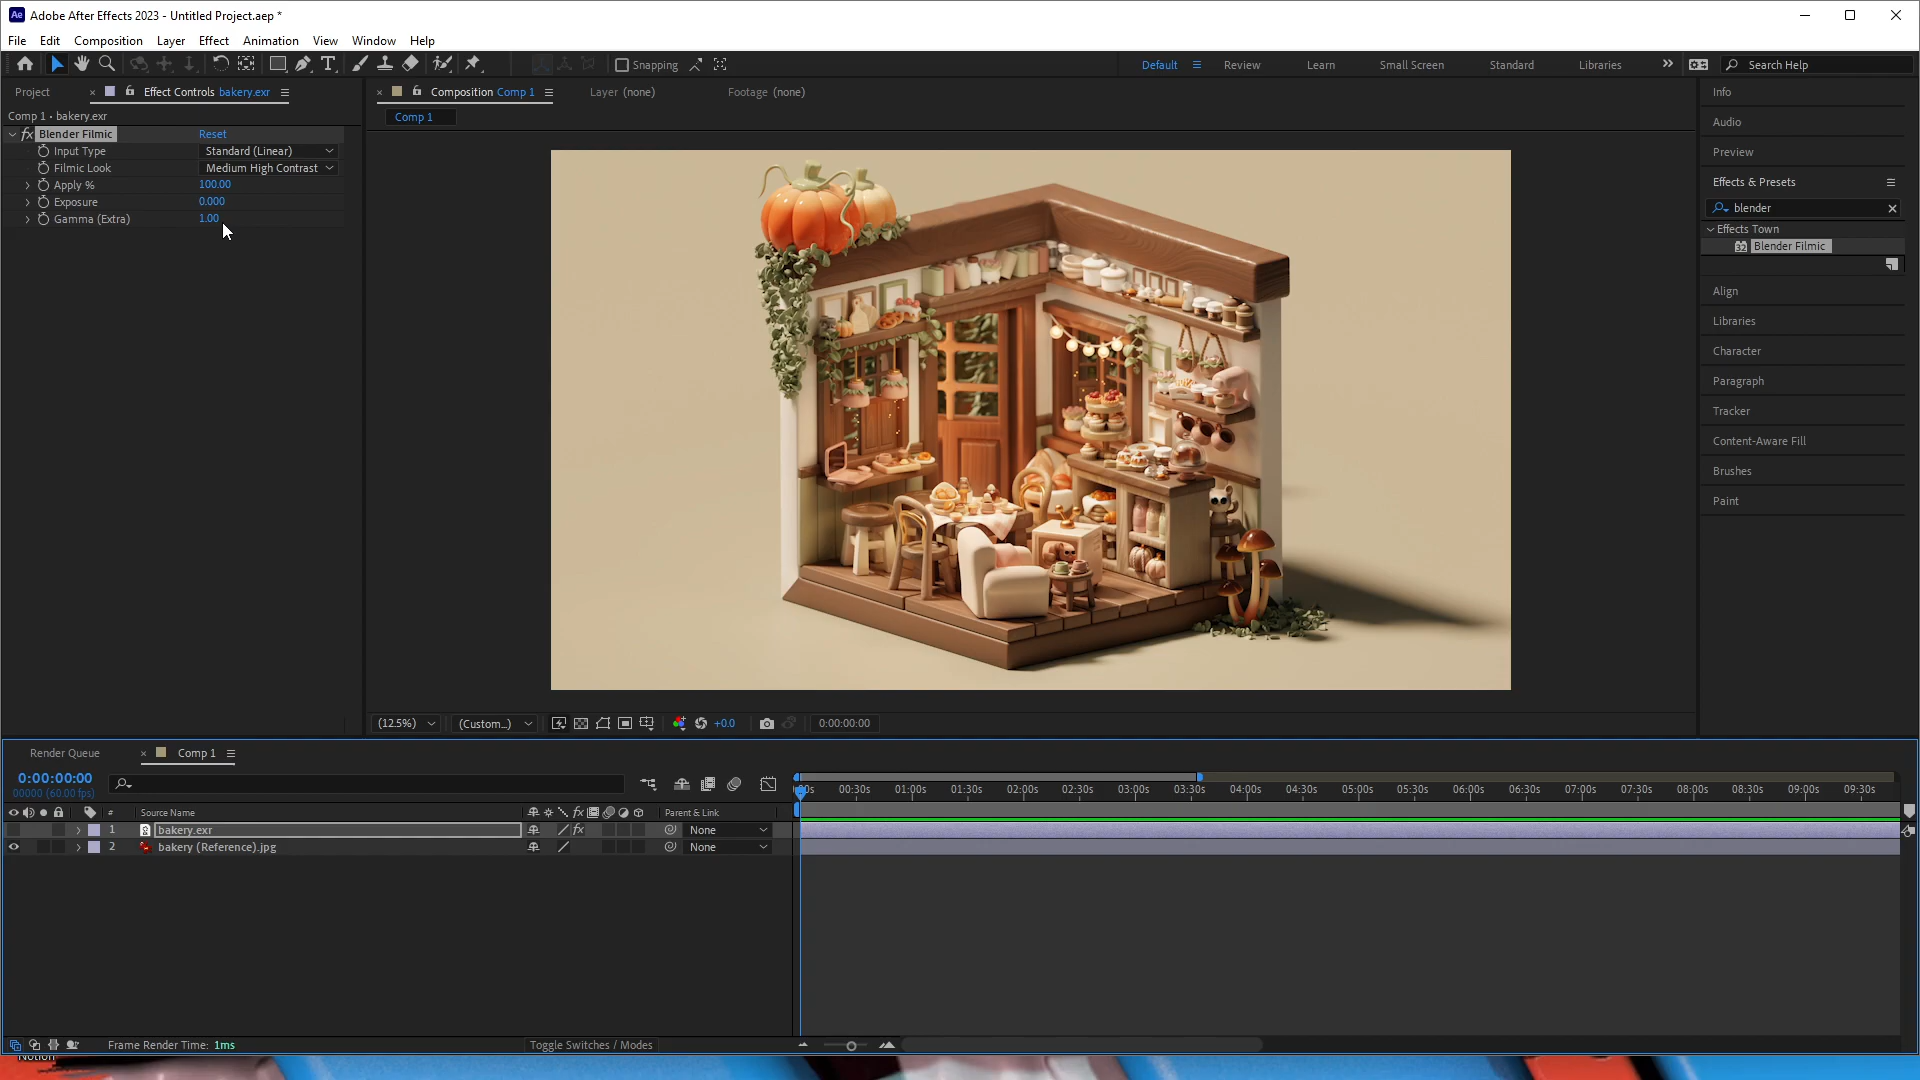 Adobe After Effects 2023 - Untitled Project.aep *
File Edit Composition Layer Effect Animation View Window Help
Snapping
Default Review Learn Small Screen Standard Libraries
Search Help
Project
Effect Controls bakery.exr
Comp 1 • bakery.exr
fx Blender Filmic Reset
Input Type Standard (Linear)
Filmic Look Medium High Contrast
Apply % 100.00
Exposure 0.000
Gamma (Extra) 1.00
Composition Comp 1
Layer (none)
Footage (none)
Comp 1
(12.5%) (Custom...) +0.0 0:00:00:00
Info
Audio
Preview
Effects & Presets
blender
Effects Town
32 Blender Filmic
Align
Libraries
Character
Paragraph
Tracker
Content-Aware Fill
Brushes
Paint
Render Queue
Comp 1
0:00:00:00
00000 (60.00 fps)
00:30s 01:00s 01:30s 02:00s 02:30s 03:00s 03:30s 04:00s 04:30s 05:00s 05:30s 06:00s 06:30s 07:00s 07:30s 08:00s 08:30s 09:00s 09:30s
# Source Name fx Parent & Link
1 bakery.exr fx None
2 bakery (Reference).jpg None
Frame Render Time: 1ms
Toggle Switches / Modes
Notion